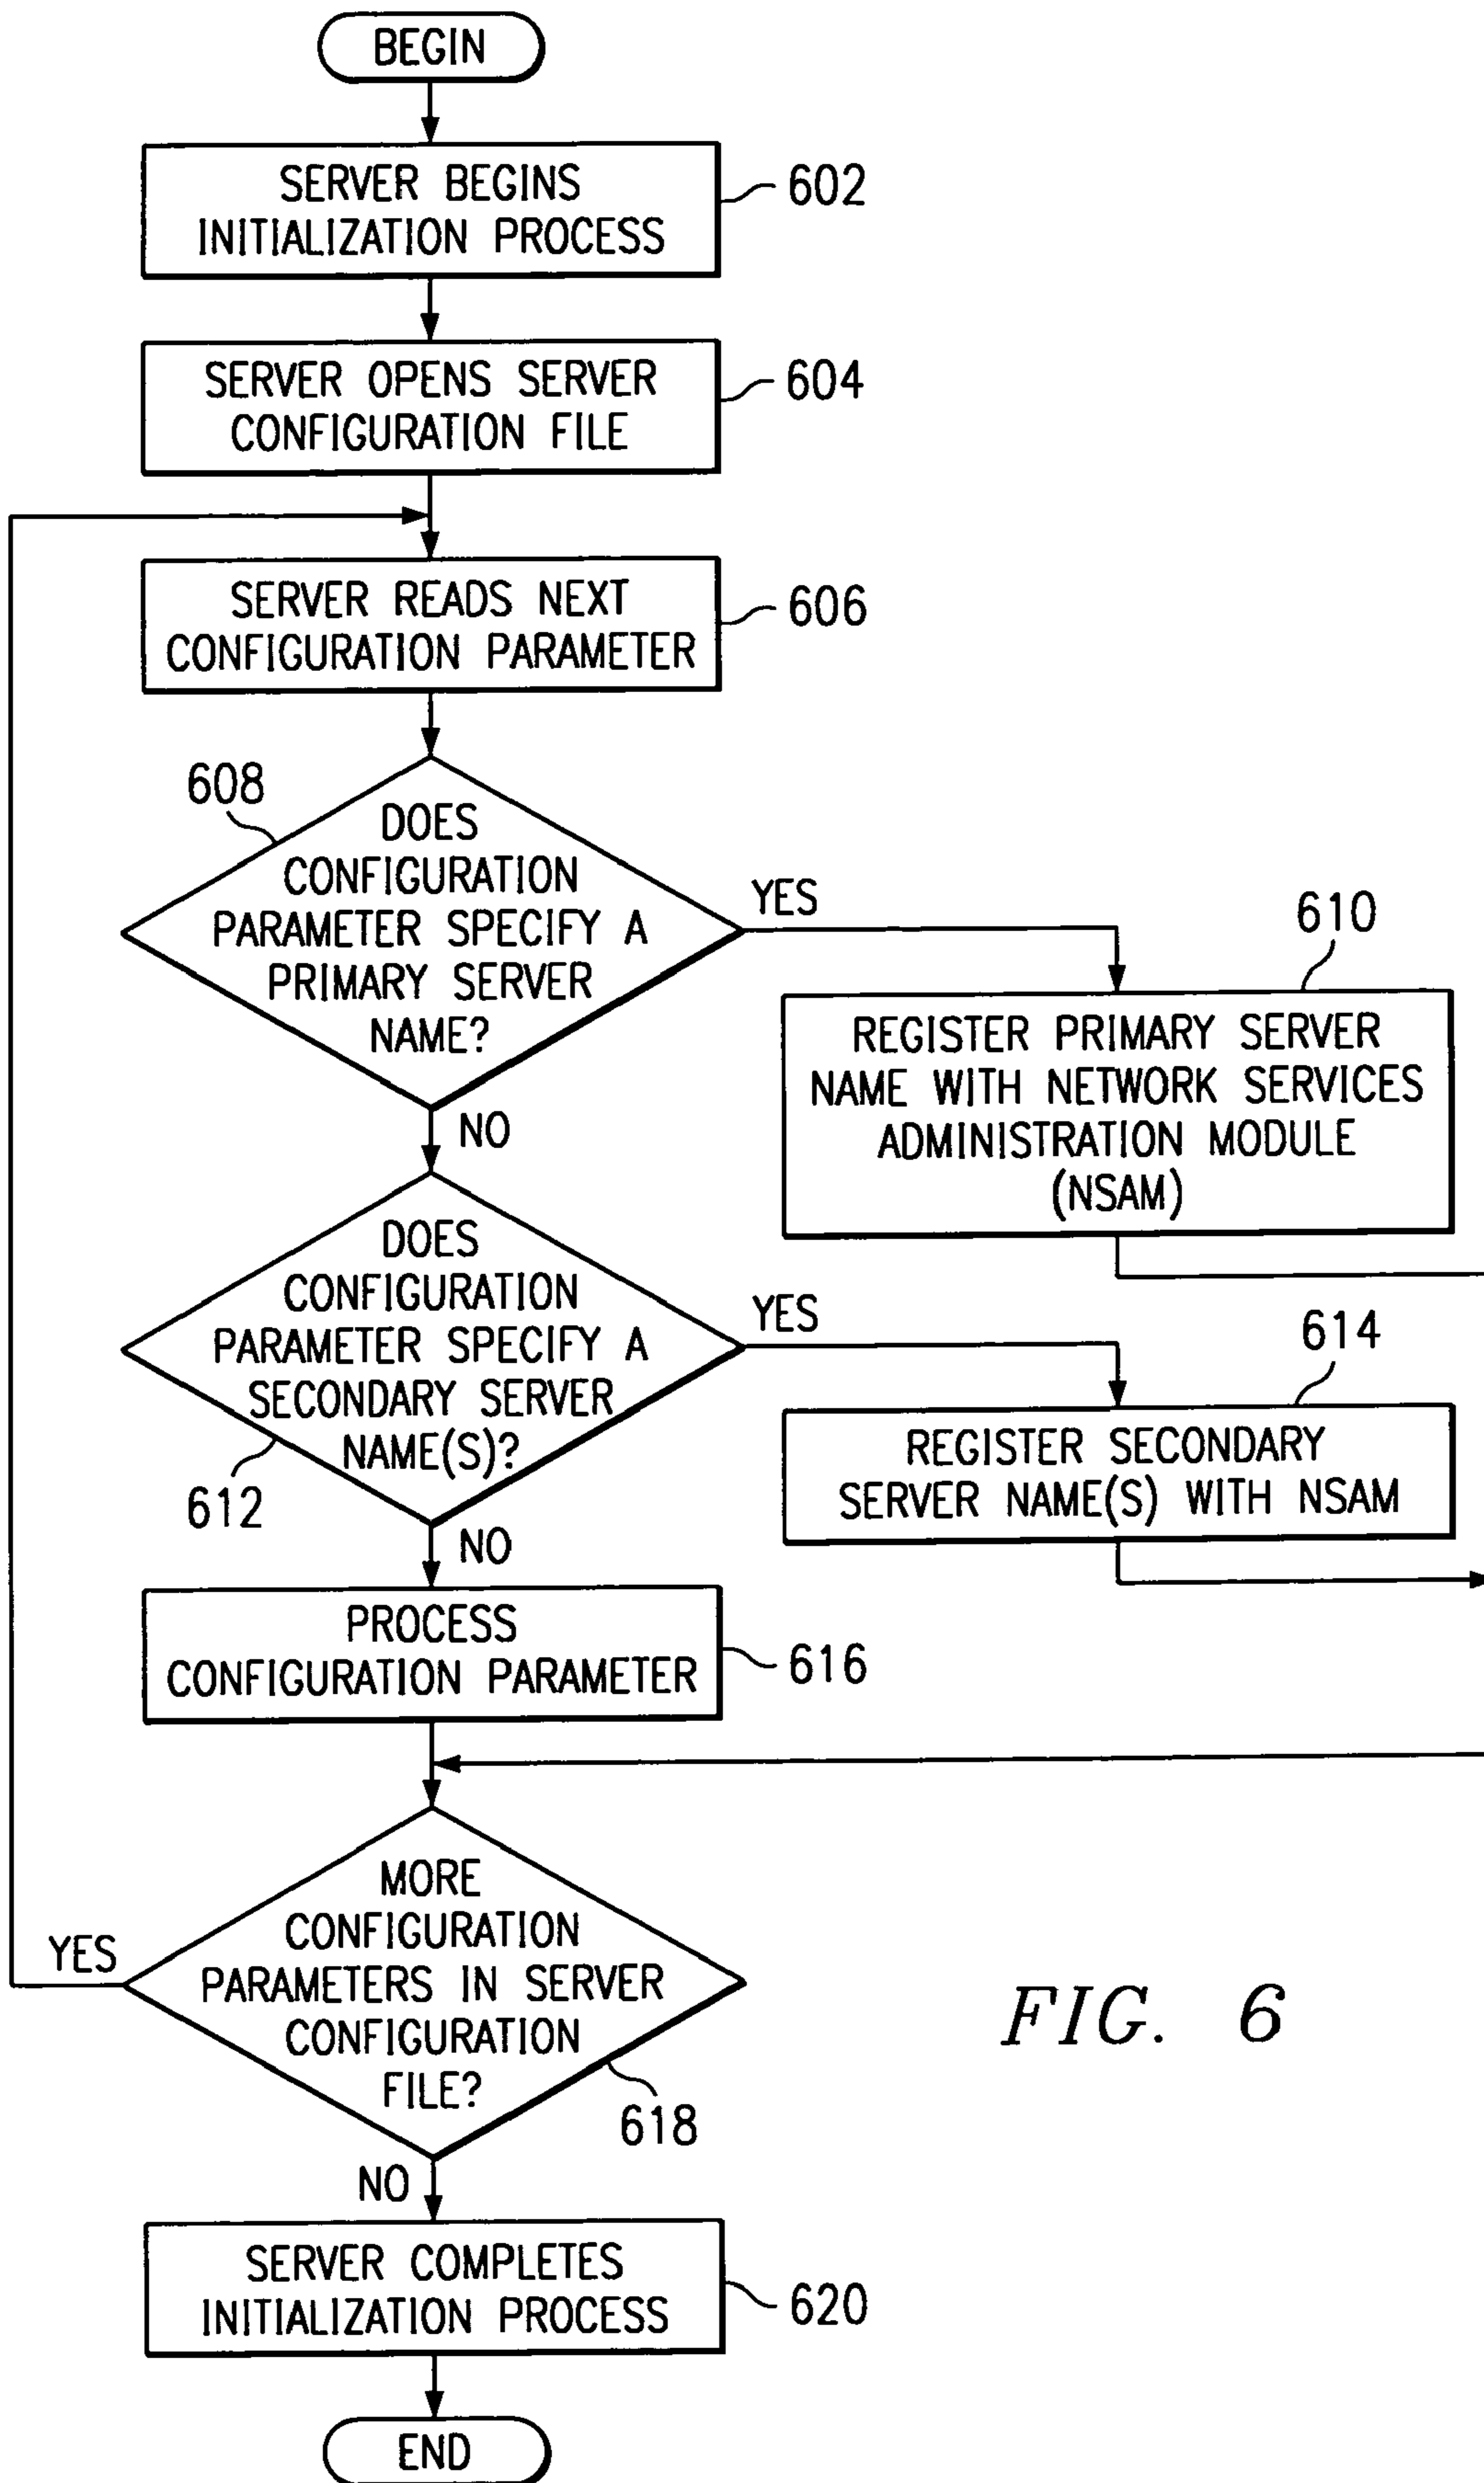 BEGIN
SERVER BEGINS
INITIALIZATION PROCESS
602
SERVER OPENS SERVER
CONFIGURATION FILE
604
SERVER READS NEXT
CONFIGURATION PARAMETER
606
608
DOES
CONFIGURATION
PARAMETER SPECIFY A
PRIMARY SERVER
NAME?
YES
NO
610
REGISTER PRIMARY SERVER
NAME WITH NETWORK SERVICES
ADMINISTRATION MODULE
(NSAM)
DOES
CONFIGURATION
PARAMETER SPECIFY A
SECONDARY SERVER
NAME(S)?
612
YES
NO
614
REGISTER SECONDARY
SERVER NAME(S) WITH NSAM
PROCESS
CONFIGURATION PARAMETER
616
MORE
CONFIGURATION
PARAMETERS IN SERVER
CONFIGURATION
FILE?
YES
618
NO
FIG. 6
SERVER COMPLETES
INITIALIZATION PROCESS
620
END